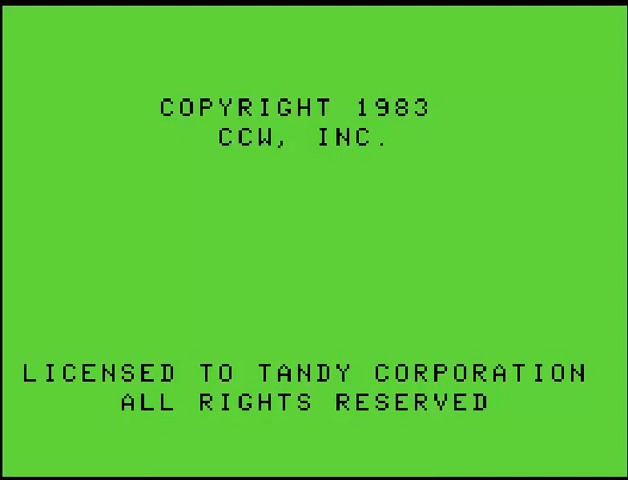 COPYRIGHT 1983
CCW, INC.
LICENSED TO TANDY CORPORATION
ALL RIGHTS RESERVED